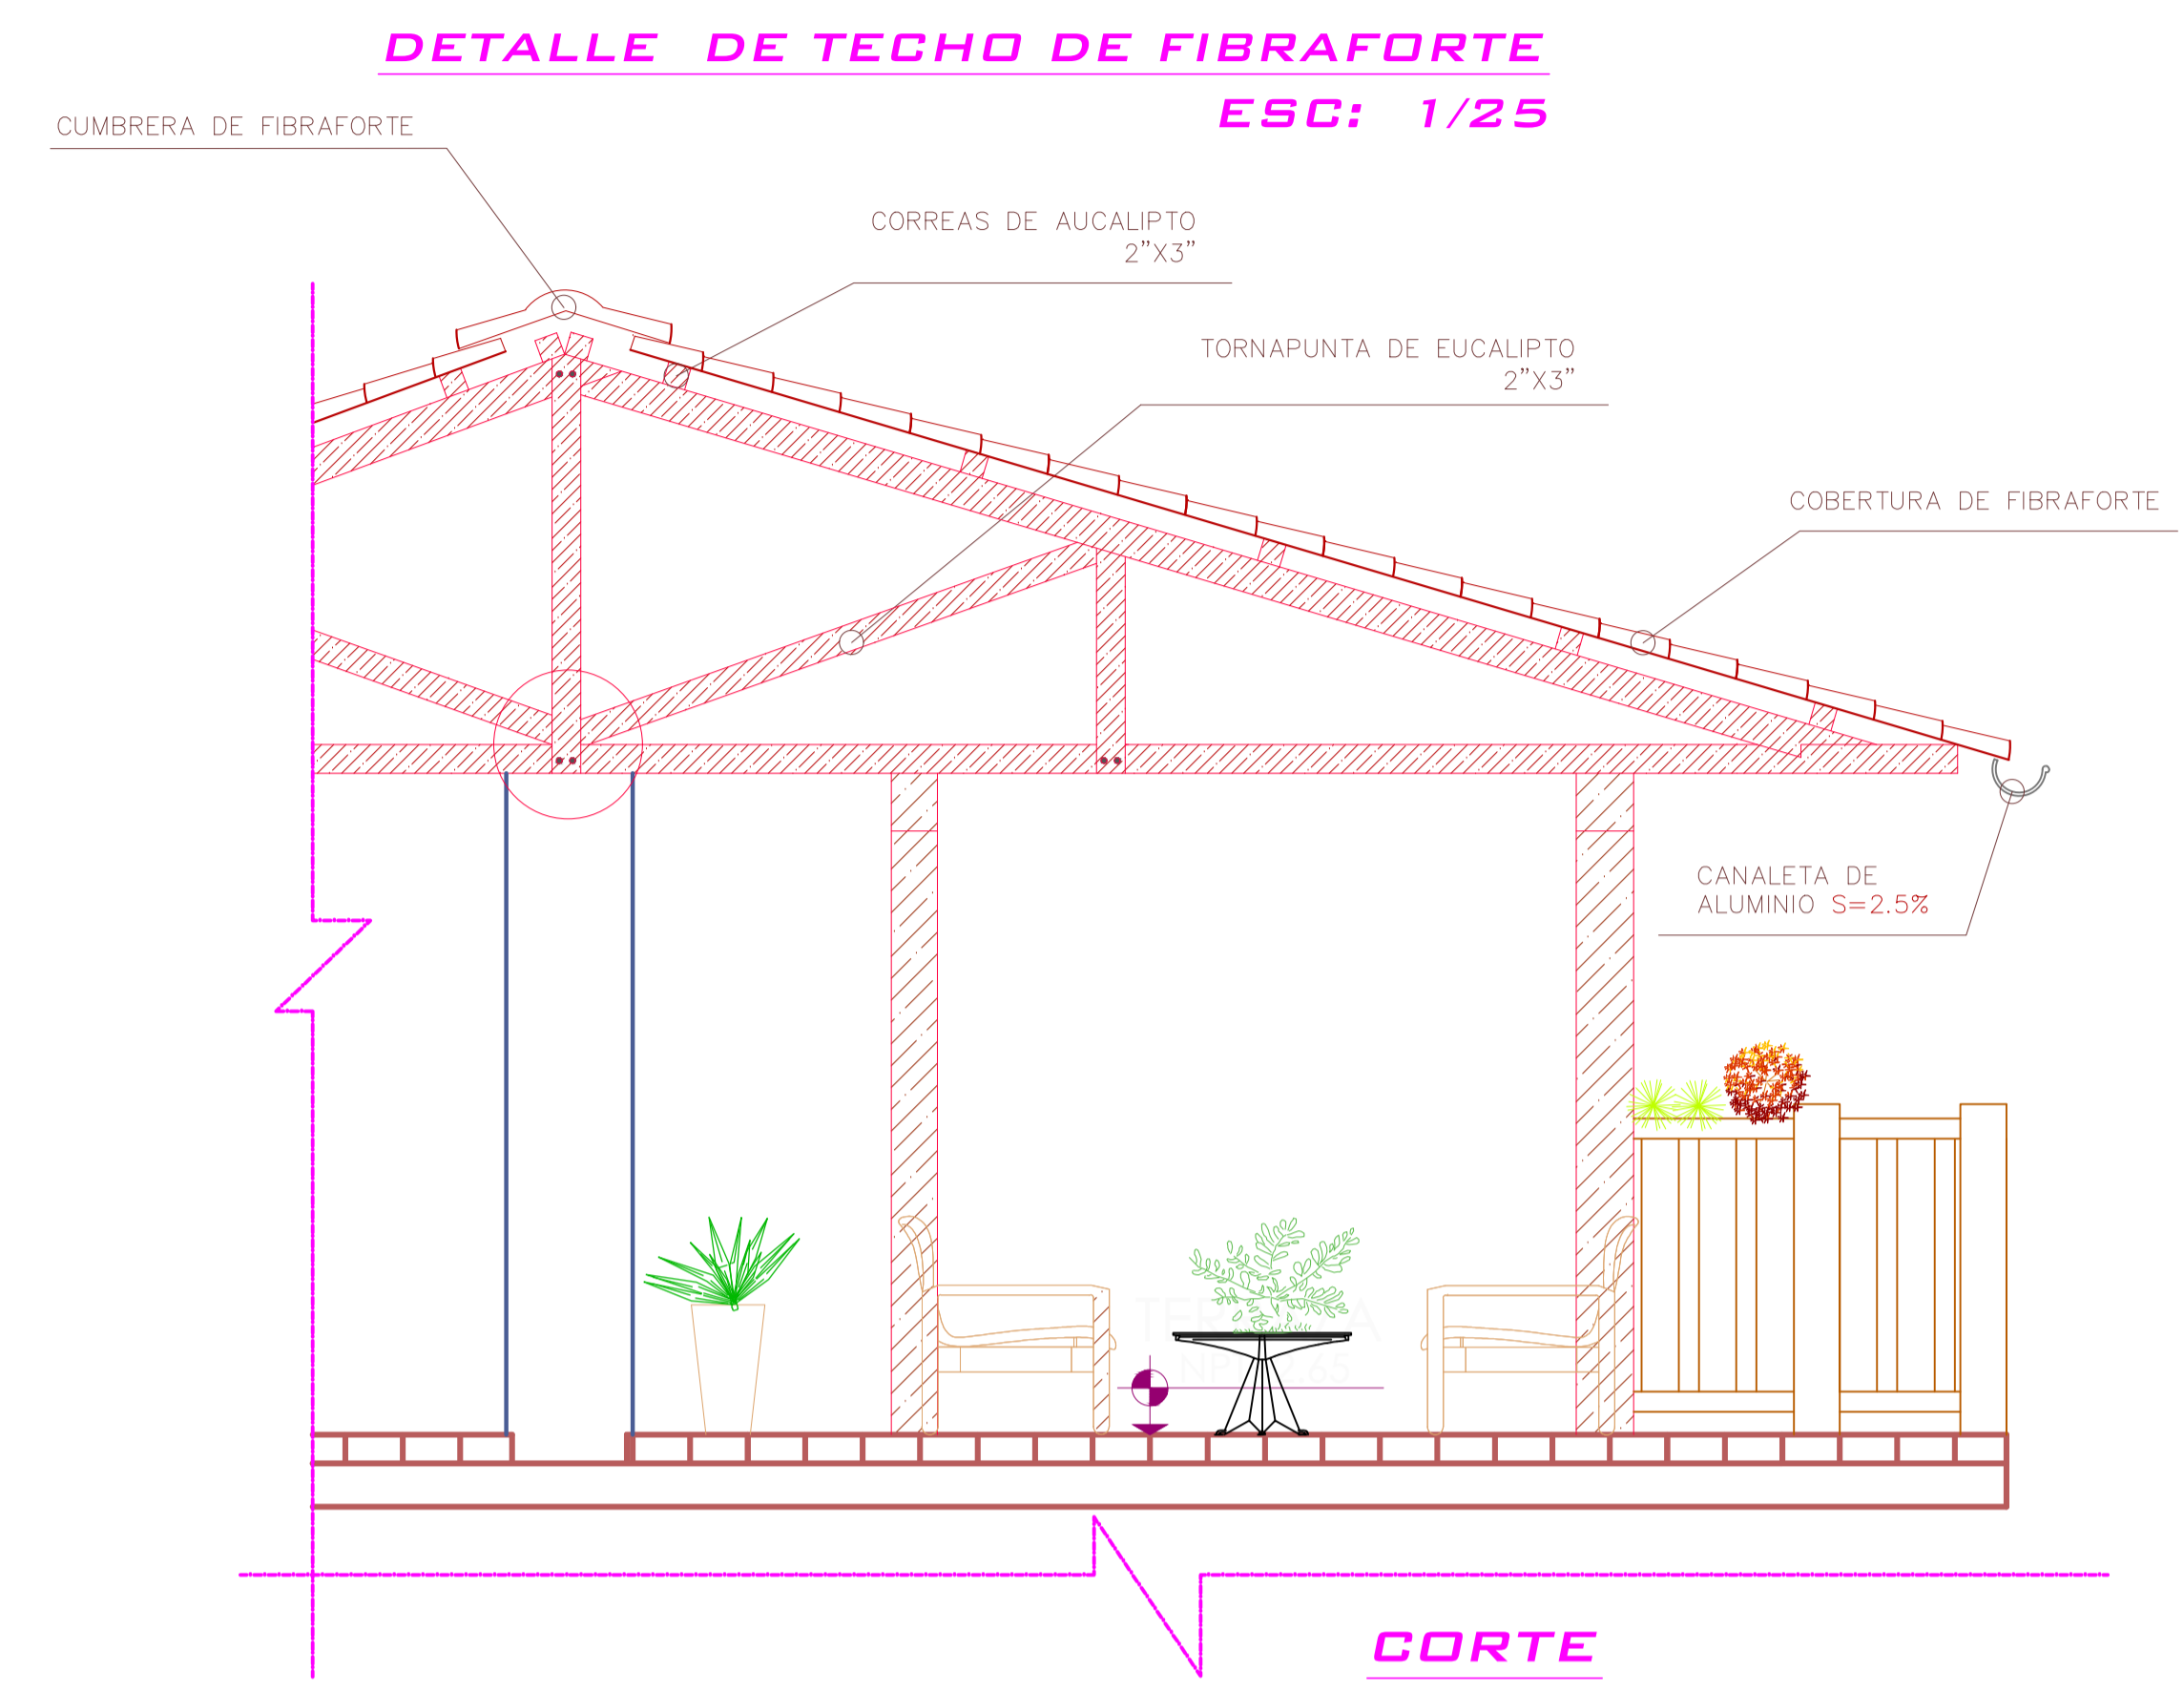 DETALLE DE TECHO DE FIBRAFORTE
ESC: 1/25
CUMBRERA DE FIBRAFORTE
CORREAS DE AUCALIPTO
2"X3"
TORNAPUNTA DE EUCALIPTO
2"X3"
COBERTURA DE FIBRAFORTE
CANALETA DE
ALUMINIO S=2.5%
CORTE